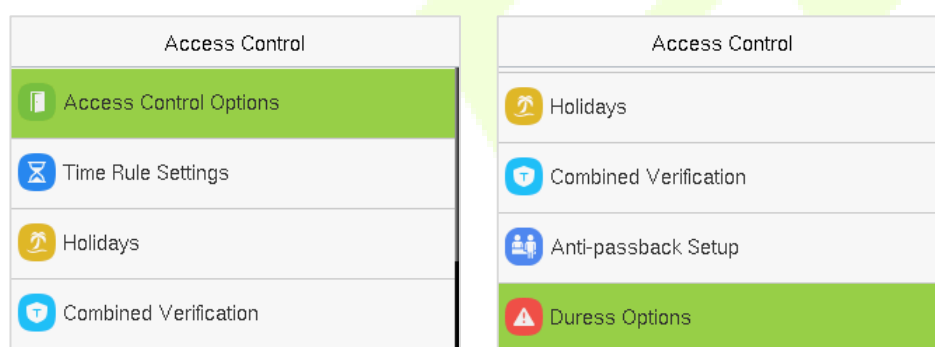 Access Control
Access Control Options
Time Rule Settings
Holidays
Combined Verification
Access Control
Holidays
Combined Verification
Anti-passback Setup
Duress Options